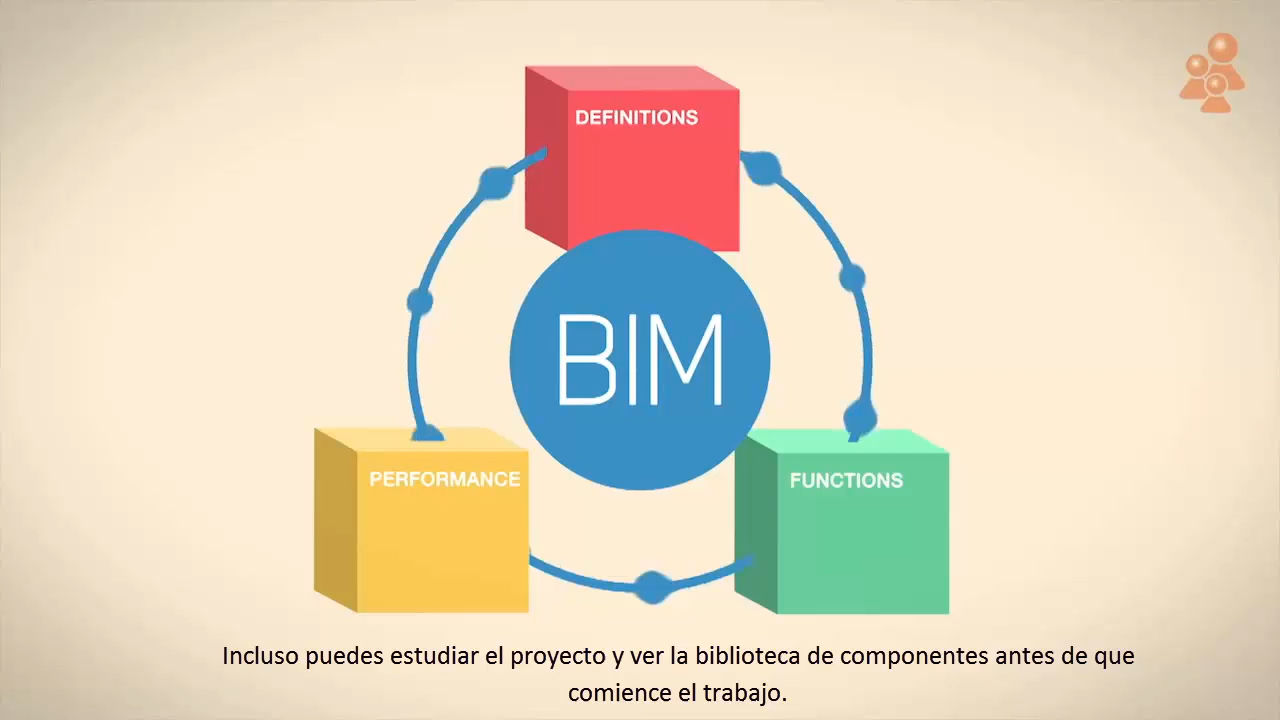 DEFINITIONS
BIM
PERFORMANCE
FUNCTIONS
Incluso puedes estudiar el proyecto y ver la biblioteca de componentes antes de que
comience el trabajo.